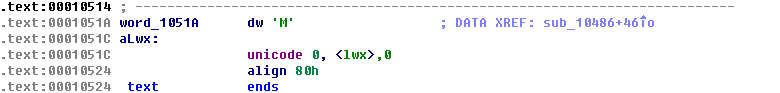 .text:00010514 ; ---------------------------------------------------------------------------
.text:0001051A word_1051A dw 'M' ; DATA XREF: sub_10486+46↑o
.text:0001051C aLwx:
.text:0001051C unicode 0, <lwx>,0
.text:00010524 align 80h
.text:00010524 _text ends